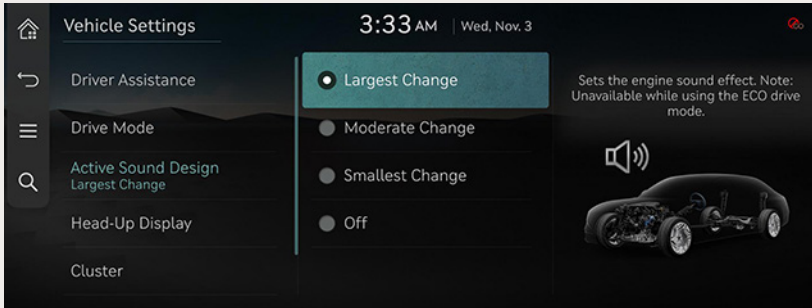 Vehicle Settings
3:33 AM
Wed, Nov. 3
Driver Assistance
Drive Mode
Active Sound Design
Largest Change
Head-Up Display
Cluster
Largest Change
Moderate Change
Smallest Change
Off
Sets the engine sound effect. Note:
Unavailable while using the ECO drive
mode.